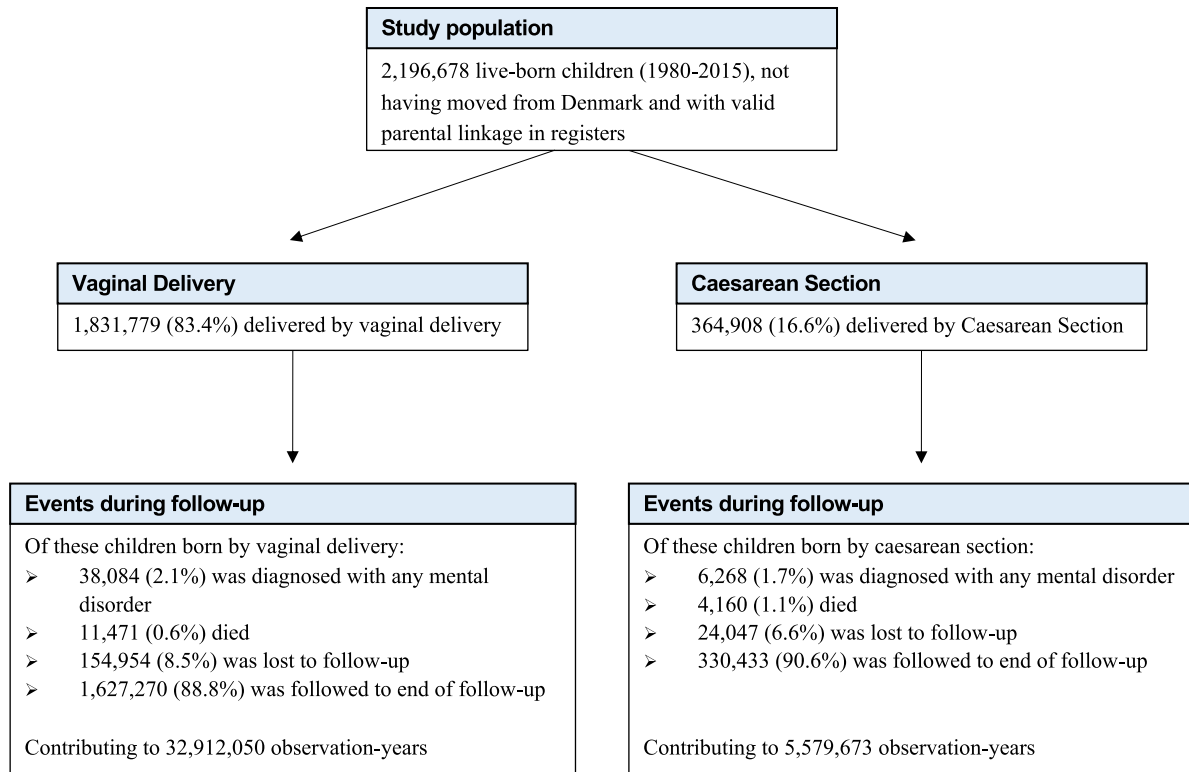 Study population
2,196,678 live-born children (1980-2015), not
having moved from Denmark and with valid
parental linkage in registers
Vaginal Delivery
1,831,779 (83.4%) delivered by vaginal delivery
Caesarean Section
364,908 (16.6%) delivered by Caesarean Section
Events during follow-up
Of these children born by vaginal delivery:
➢ 38,084 (2.1%) was diagnosed with any mental
disorder
➢ 11,471 (0.6%) died
➢ 154,954 (8.5%) was lost to follow-up
➢ 1,627,270 (88.8%) was followed to end of follow-up
Contributing to 32,912,050 observation-years
Events during follow-up
Of these children born by caesarean section:
➢ 6,268 (1.7%) was diagnosed with any mental disorder
➢ 4,160 (1.1%) died
➢ 24,047 (6.6%) was lost to follow-up
➢ 330,433 (90.6%) was followed to end of follow-up
Contributing to 5,579,673 observation-years